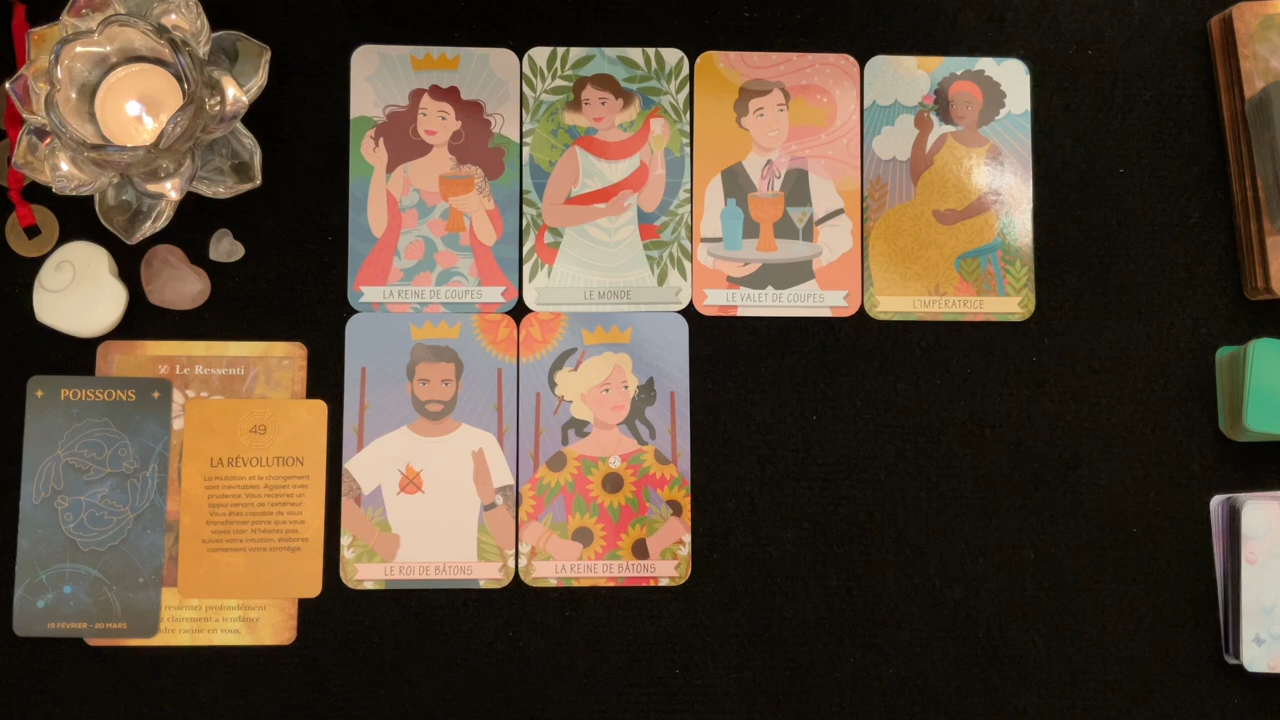 LA REINE DE COUPES
LE MONDE
LE VALET DE COUPES
L'IMPÉRATRICE
LE ROI DE BÂTONS
LA REINE DE BÂTONS
Le Ressenti
POISSONS
19 FÉVRIER - 20 MARS
49
LA RÉVOLUTION
La mutation et le changement
sont inévitables. Agissez avec
prudence. Vous recevrez un
appui venant de l'extérieur.
Vous êtes capable de vous
transformer parce que vous
voyez clair. N'hésitez pas,
suivez votre intuition, élaborez
calmement votre stratégie.
ressentez profondément
clairement a tendance
racine en vous.